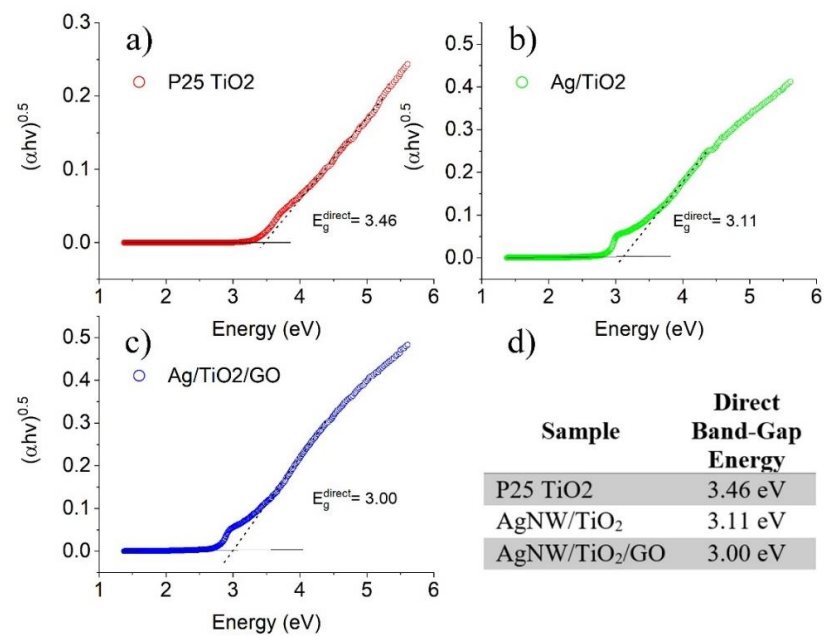 a)
P25 TiO2
(αhv)^0.5
0.3
0.2
0.1
0.0
E_g^direct= 3.46
1 2 3 4 5 6
Energy (eV)
b)
Ag/TiO2
(αhv)^0.5
0.5
0.4
0.3
0.2
0.1
0.0
E_g^direct= 3.11
1 2 3 4 5 6
Energy (eV)
c)
Ag/TiO2/GO
(αhv)^0.5
0.5
0.4
0.3
0.2
0.1
0.0
E_g^direct= 3.00
1 2 3 4 5 6
Energy (eV)
d)
Sample Direct
Band-Gap
Energy
P25 TiO2 3.46 eV
AgNW/TiO₂ 3.11 eV
AgNW/TiO₂/GO 3.00 eV